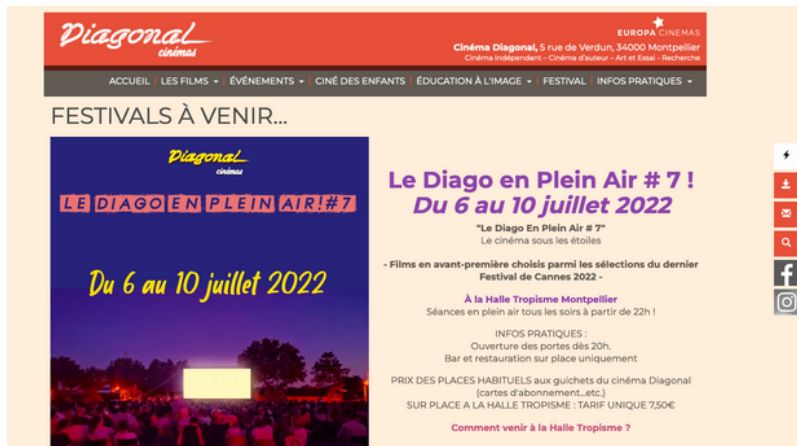 Diagonal
cinémas
EUROPA CINEMAS
Cinéma Diagonal, 5 rue de Verdun, 34000 Montpellier
Cinéma Indépendant - Cinéma d'auteur - Art et Essai - Recherche
ACCUEIL | LES FILMS | ÉVÉNEMENTS | CINÉ DES ENFANTS | ÉDUCATION À L'IMAGE | FESTIVAL | INFOS PRATIQUES
FESTIVALS À VENIR...
Diagonal
cinémas
LE DIAGO EN PLEIN AIR!#7
Du 6 au 10 juillet 2022
Le Diago en Plein Air # 7 !
Du 6 au 10 juillet 2022
"Le Diago En Plein Air # 7"
Le cinéma sous les étoiles
- Films en avant-première choisis parmi les sélections du dernier
Festival de Cannes 2022 -
À la Halle Tropisme Montpellier
Séances en plein air tous les soirs à partir de 22h !
INFOS PRATIQUES :
Ouverture des portes dès 20h.
Bar et restauration sur place uniquement
PRIX DES PLACES HABITUELS aux guichets du cinéma Diagonal
(cartes d'abonnement...etc.)
SUR PLACE A LA HALLE TROPISME : TARIF UNIQUE 7,50€
Comment venir à la Halle Tropisme ?